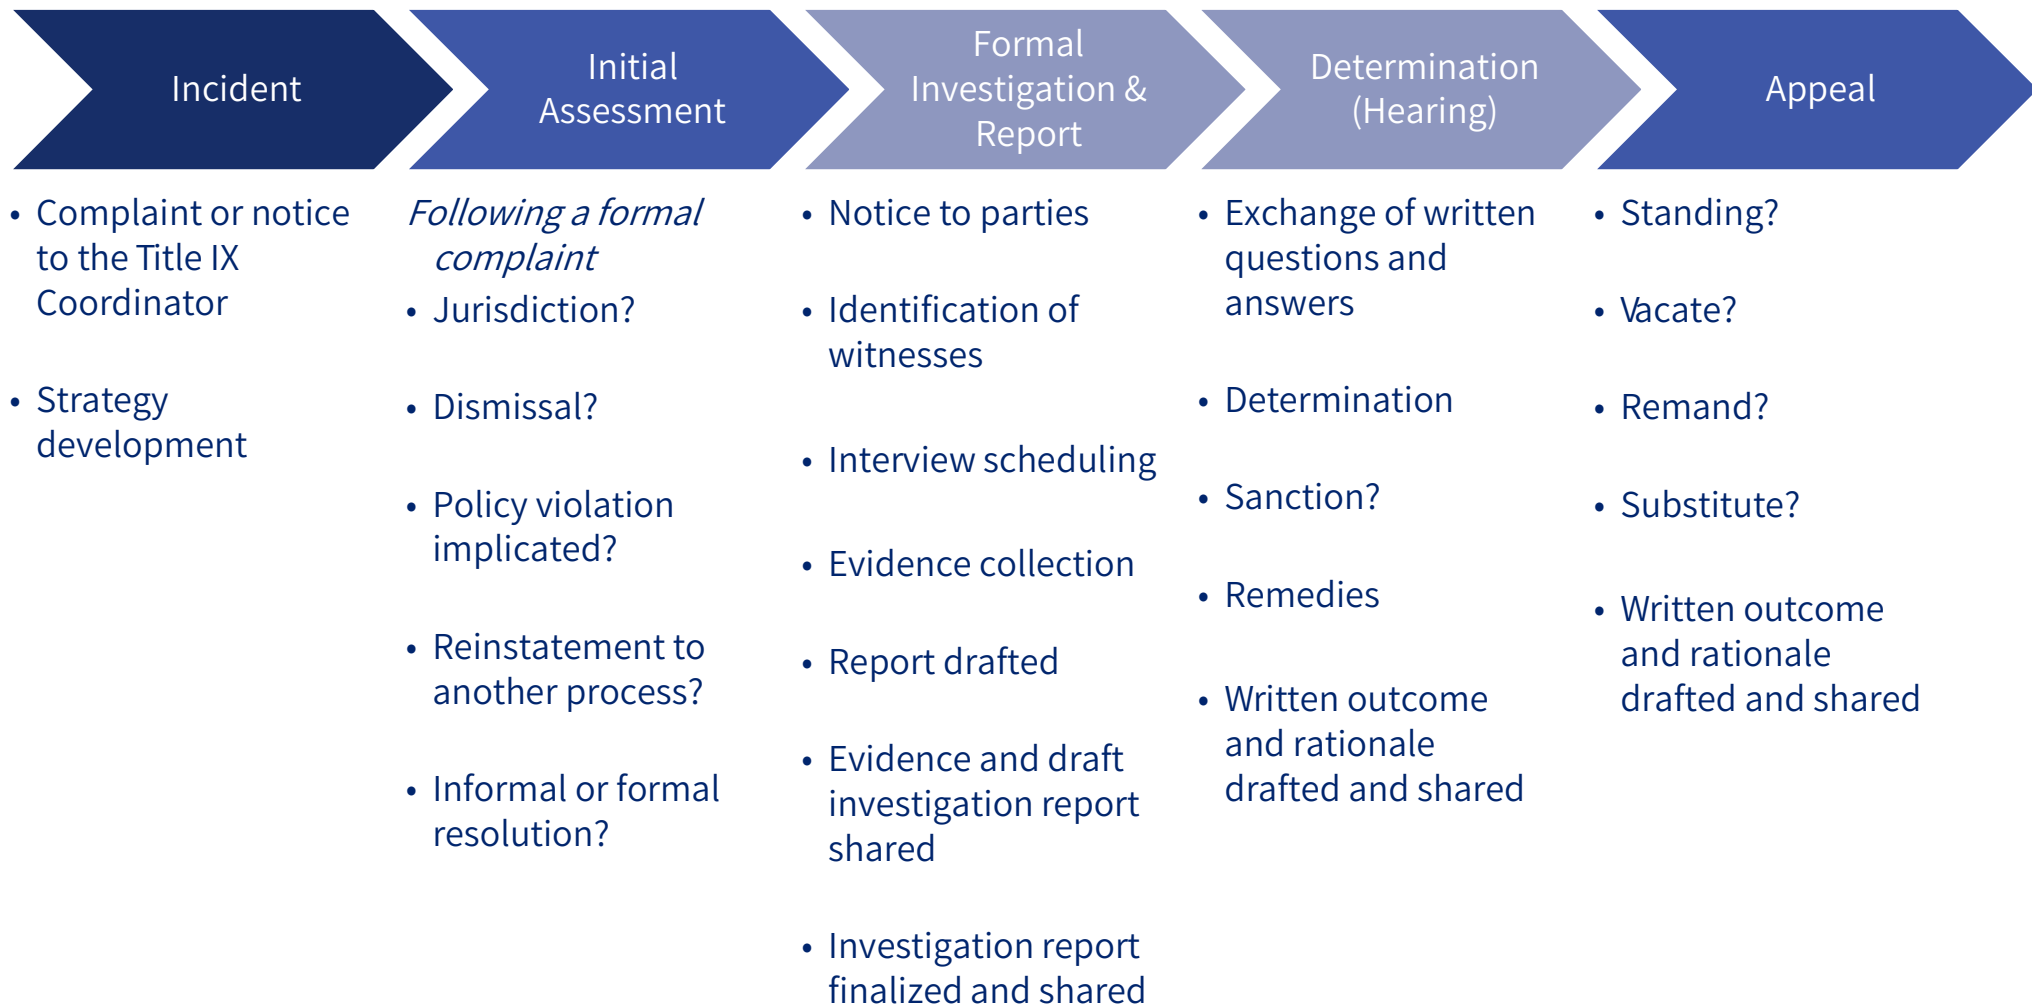 Incident
Initial
Assessment
Formal
Investigation &
Report
Determination
(Hearing)
Appeal
• Complaint or notice
to the Title IX
Coordinator
• Strategy
development
Following a formal
complaint
• Jurisdiction?
• Dismissal?
• Policy violation
implicated?
• Reinstatement to
another process?
• Informal or formal
resolution?
• Notice to parties
• Identification of
witnesses
• Interview scheduling
• Evidence collection
• Report drafted
• Evidence and draft
investigation report
shared
• Investigation report
finalized and shared
• Exchange of written
questions and
answers
• Determination
• Sanction?
• Remedies
• Written outcome
and rationale
drafted and shared
• Standing?
• Vacate?
• Remand?
• Substitute?
• Written outcome
and rationale
drafted and shared